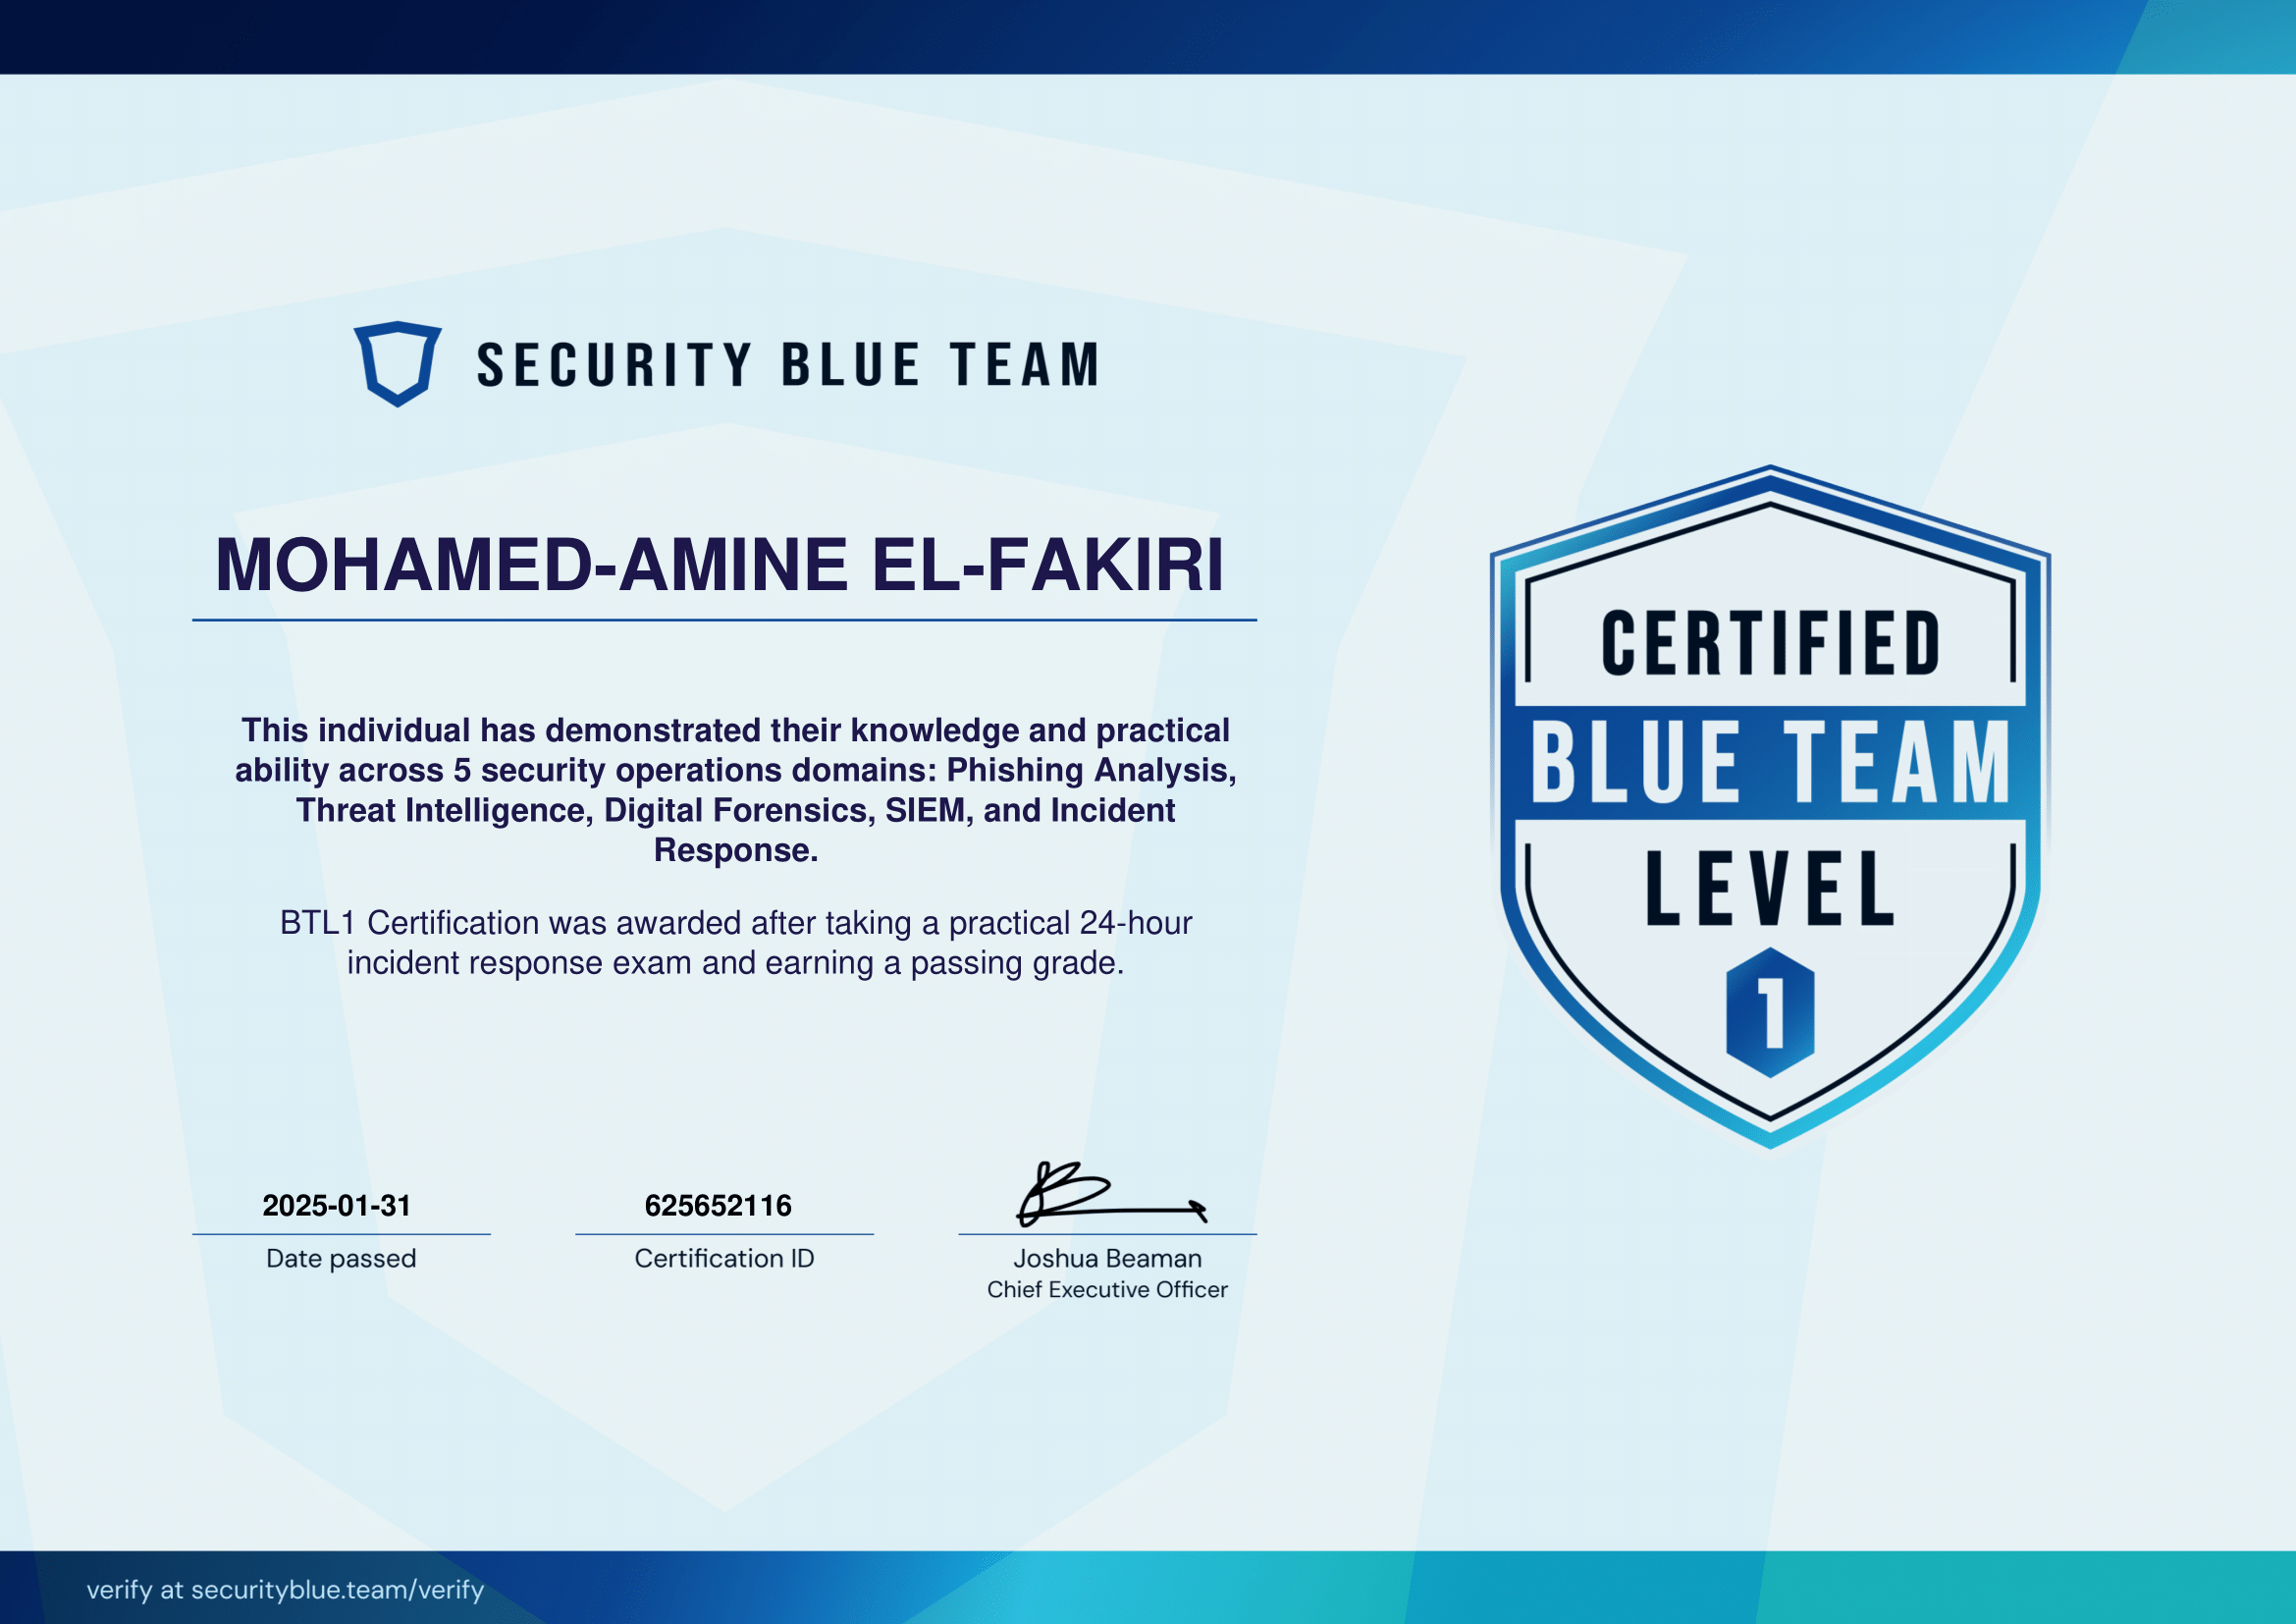 SECURITY BLUE TEAM
MOHAMED-AMINE EL-FAKIRI
This individual has demonstrated their knowledge and practical
ability across 5 security operations domains: Phishing Analysis,
Threat Intelligence, Digital Forensics, SIEM, and Incident
Response.
BTL1 Certification was awarded after taking a practical 24-hour
incident response exam and earning a passing grade.
2025-01-31
Date passed
625652116
Certification ID
Joshua Beaman
Chief Executive Officer
CERTIFIED
BLUE TEAM
LEVEL
1
verify at securityblue.team/verify